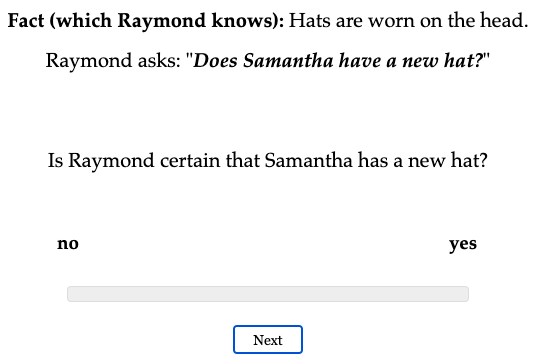 Fact (which Raymond knows): Hats are worn on the head.
Raymond asks: "Does Samantha have a new hat?"
Is Raymond certain that Samantha has a new hat?
no yes
Next